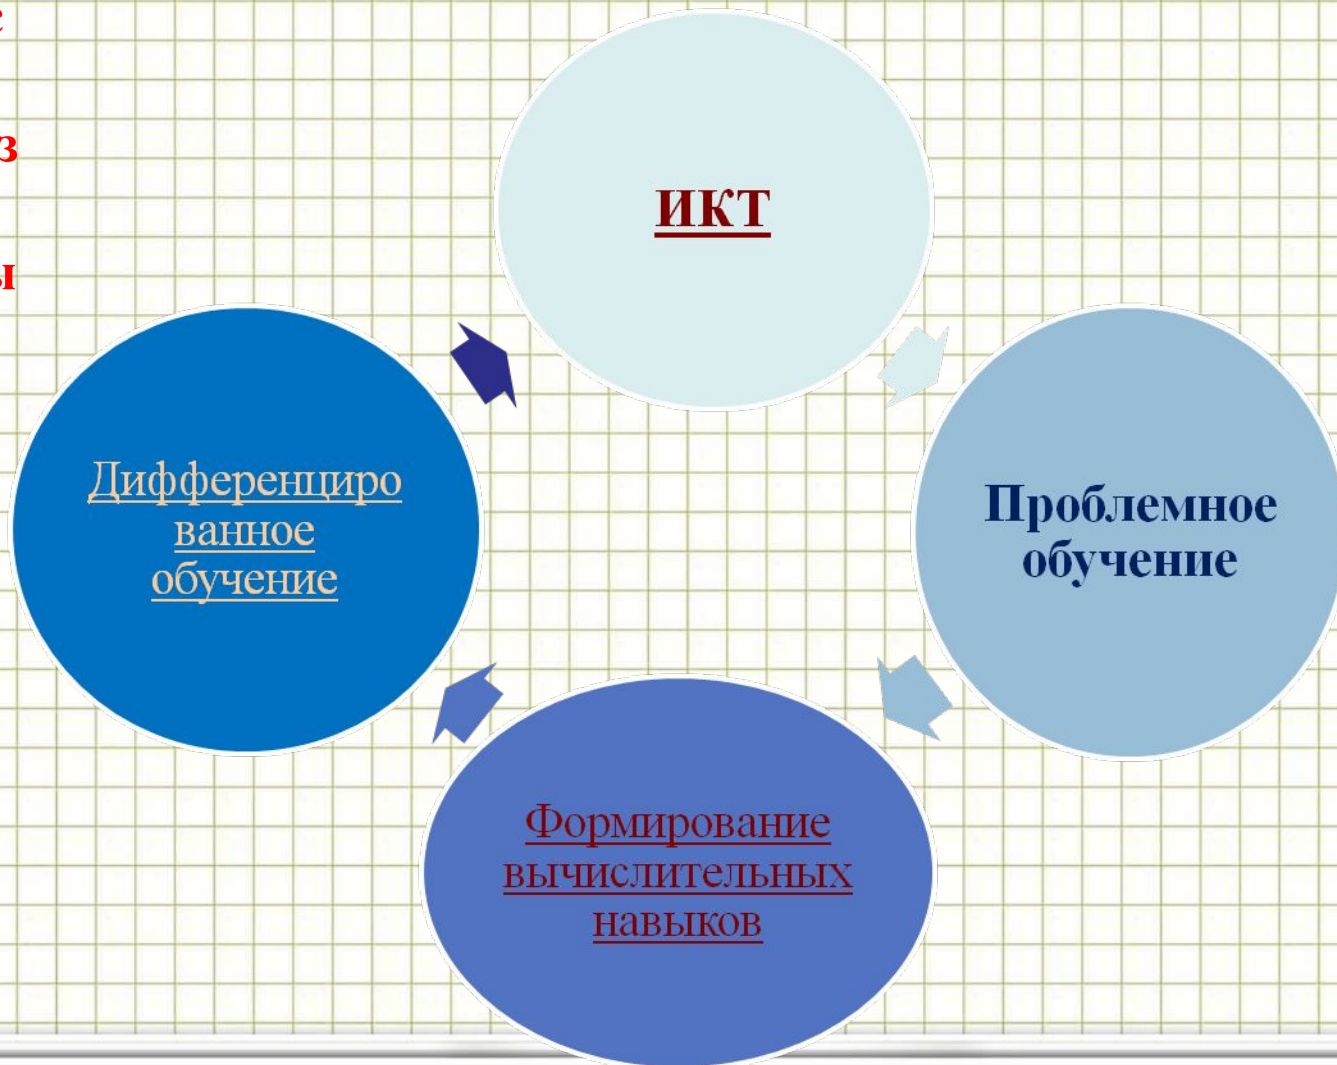 ИКТ
Дифференциро
ванное
обучение
Проблемное
обучение
Формирование
вычислительных
навыков